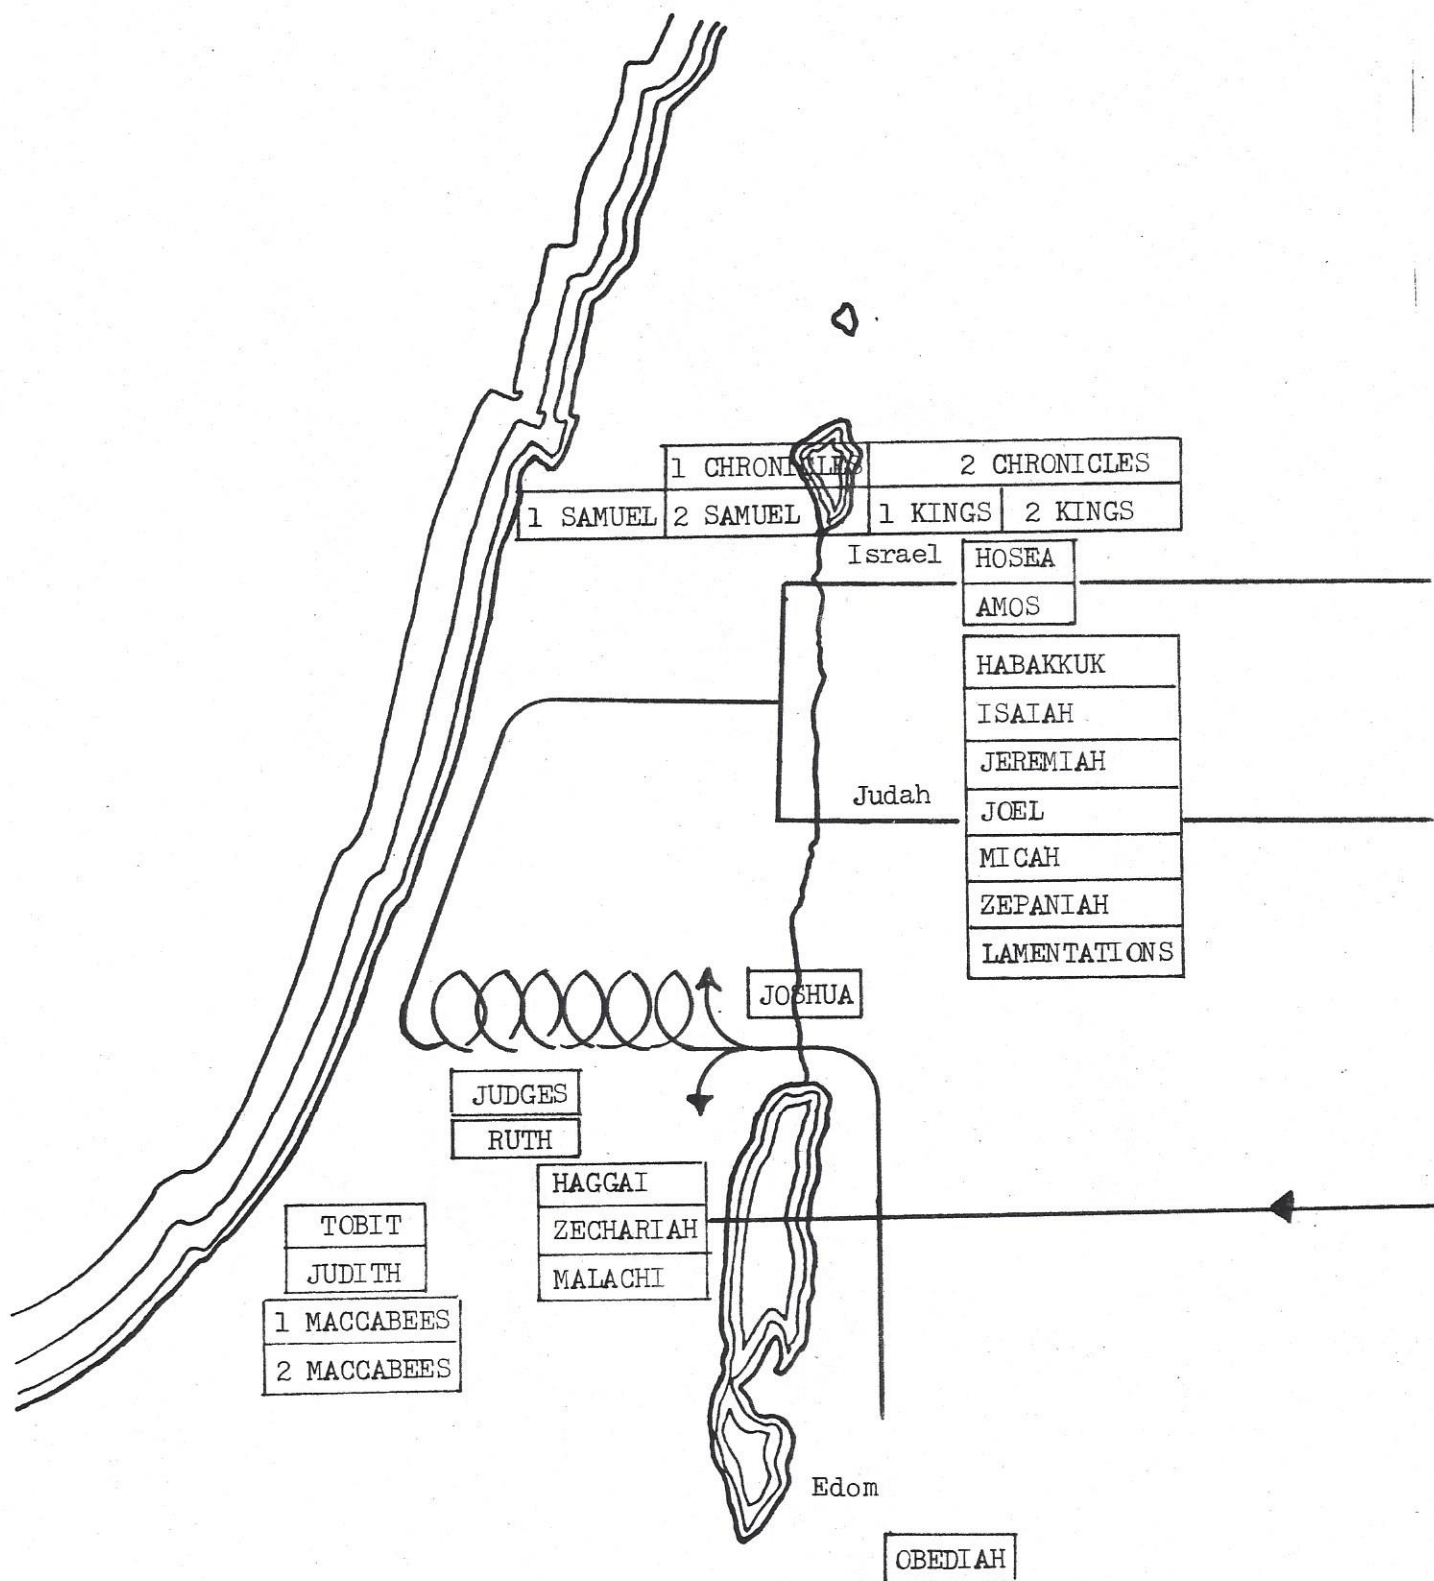 1 CHRONICLES 2 CHRONICLES
1 SAMUEL 2 SAMUEL 1 KINGS 2 KINGS
Israel
HOSEA
AMOS
HABAKKUK
ISAIAH
JEREMIAH
Judah
JOEL
MICAH
ZEPANIAH
LAMENTATIONS
JOSHUA
JUDGES
RUTH
HAGGAI
ZECHARIAH
MALACHI
TOBIT
JUDITH
1 MACCABEES
2 MACCABEES
Edom
OBEDIAH